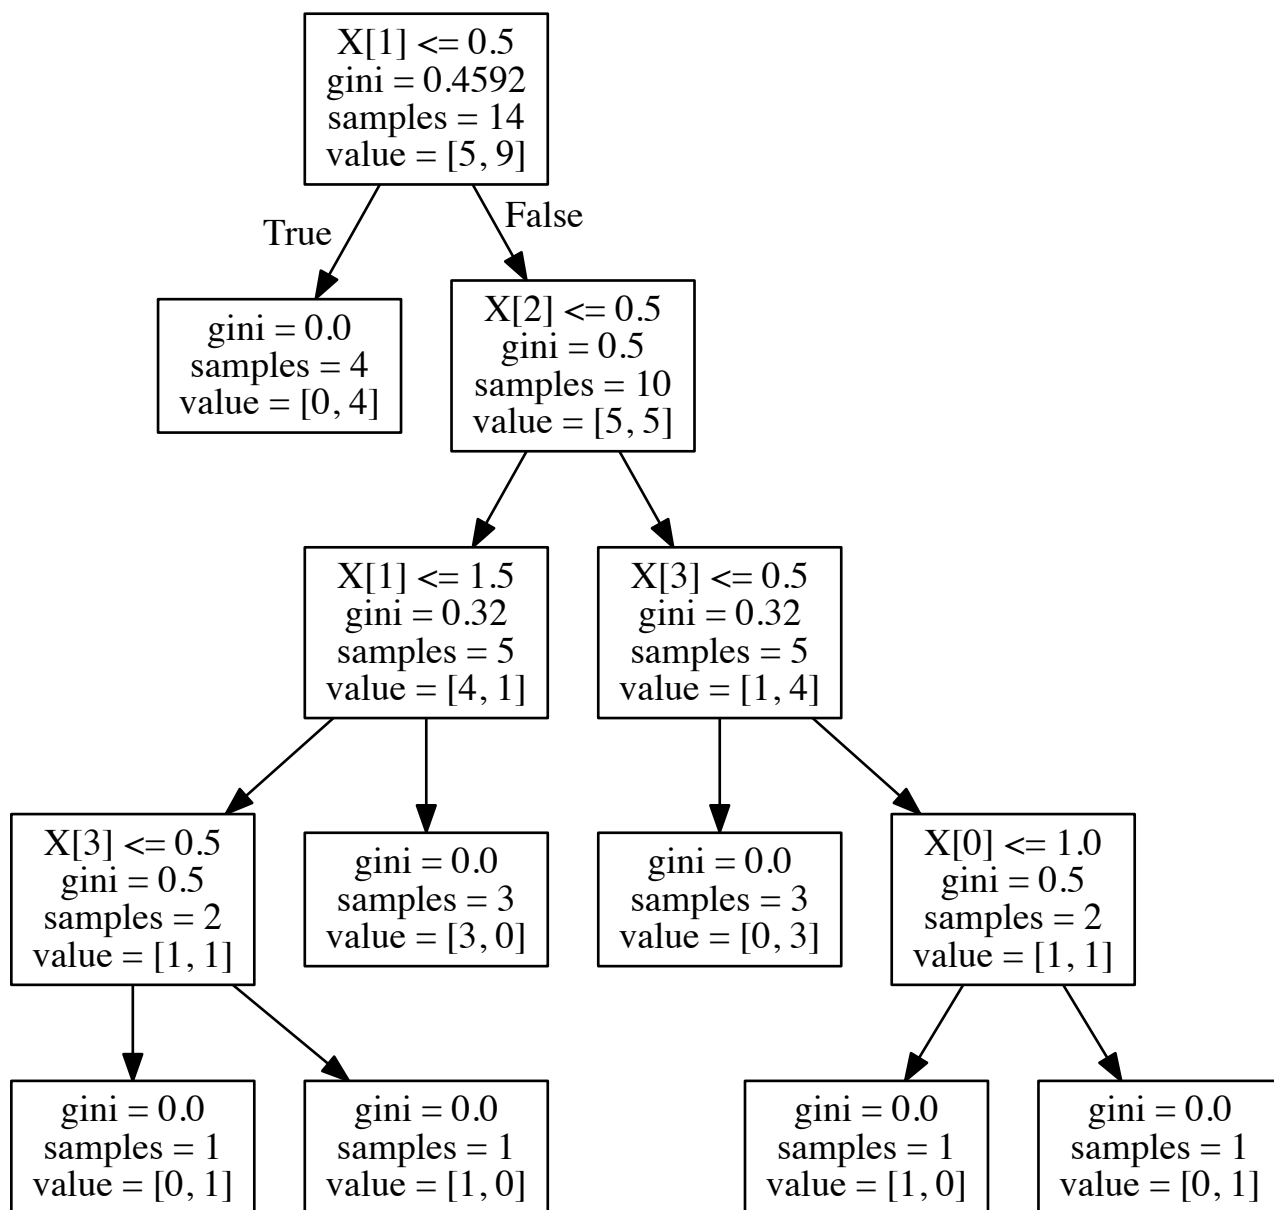 X[1] <= 0.5
gini = 0.4592
samples = 14
value = [5, 9]
True
False
gini = 0.0
samples = 4
value = [0, 4]
X[2] <= 0.5
gini = 0.5
samples = 10
value = [5, 5]
X[1] <= 1.5
gini = 0.32
samples = 5
value = [4, 1]
X[3] <= 0.5
gini = 0.32
samples = 5
value = [1, 4]
X[3] <= 0.5
gini = 0.5
samples = 2
value = [1, 1]
gini = 0.0
samples = 3
value = [3, 0]
gini = 0.0
samples = 3
value = [0, 3]
X[0] <= 1.0
gini = 0.5
samples = 2
value = [1, 1]
gini = 0.0
samples = 1
value = [0, 1]
gini = 0.0
samples = 1
value = [1, 0]
gini = 0.0
samples = 1
value = [1, 0]
gini = 0.0
samples = 1
value = [0, 1]